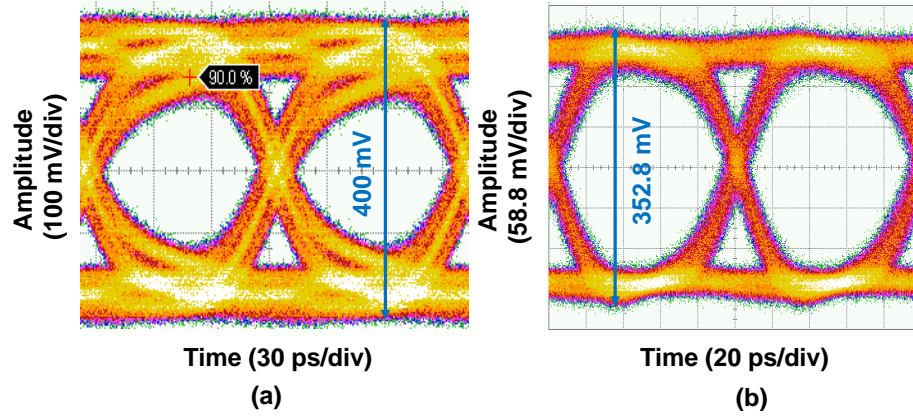 Amplitude
(100 mV/div)
90.0 %
400 mV
Time (30 ps/div)
(a)
Amplitude
(58.8 mV/div)
352.8 mV
Time (20 ps/div)
(b)